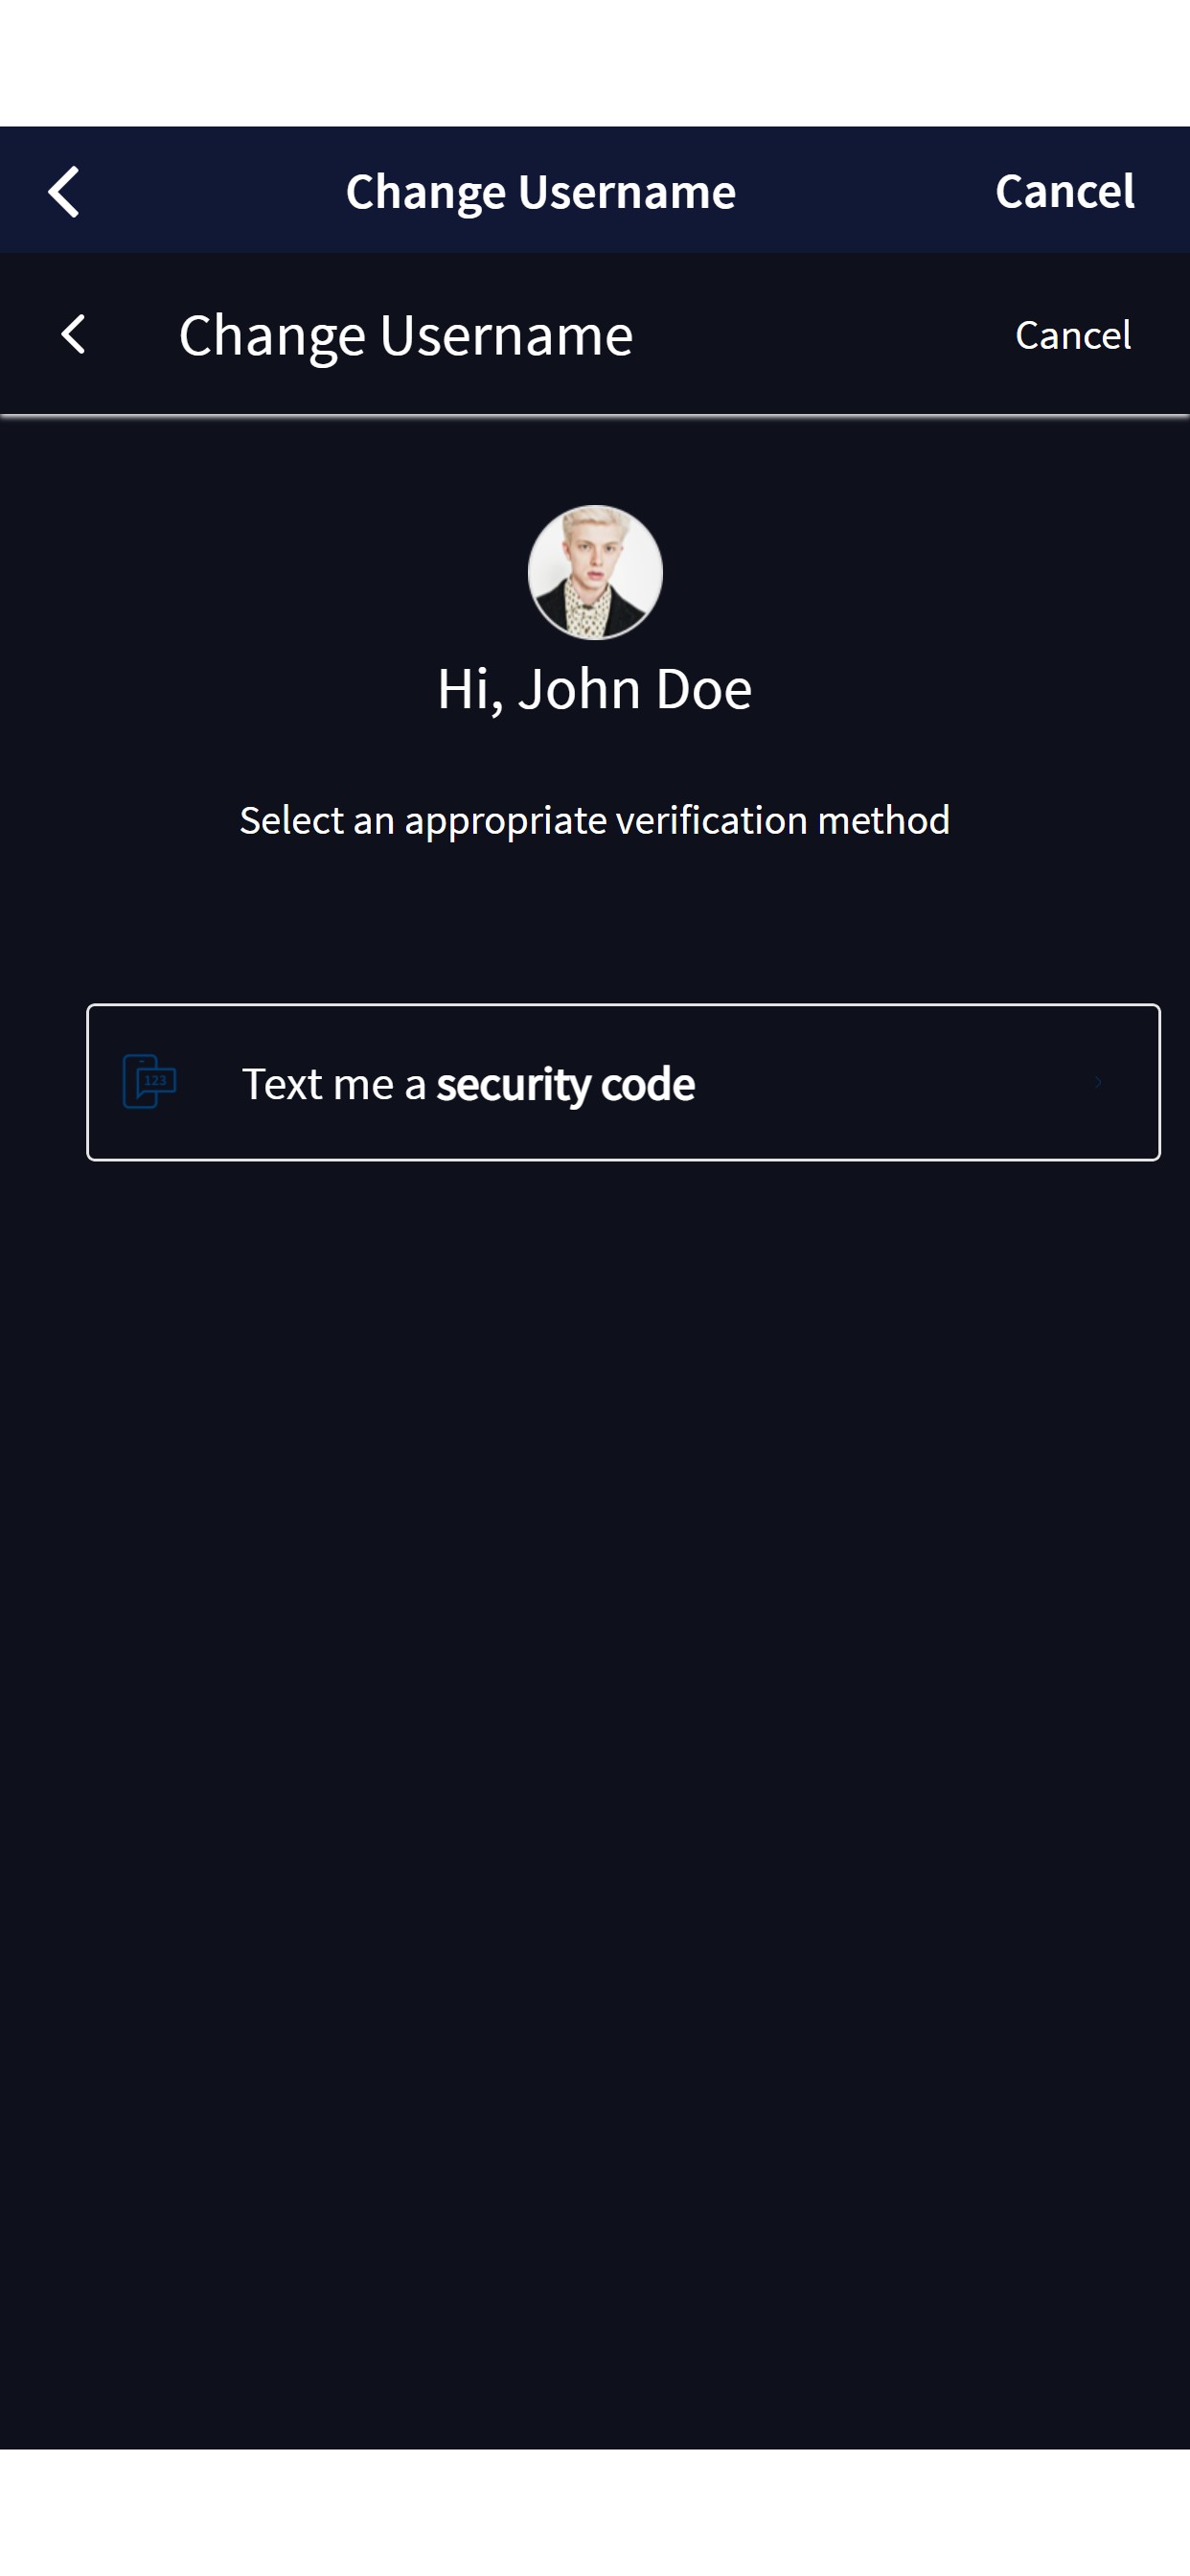 Change Username Cancel
Change Username Cancel
Hi, John Doe
Select an appropriate verification method
123 Text me a security code